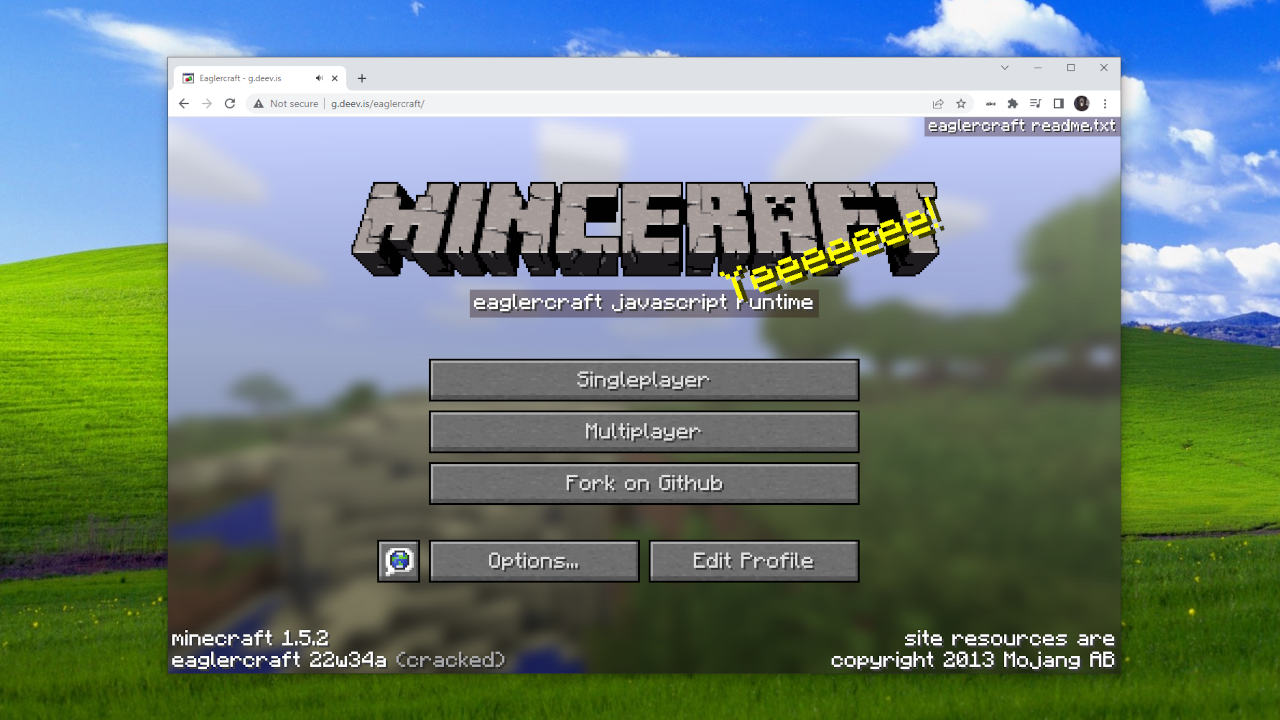 Eaglercraft - g.deev.is
Not secure | g.deev.is/eaglercraft/
eaglercraft readme.txt
MINCERAFT
Yeeeeeee!
eaglercraft javascript runtime
Singleplayer
Multiplayer
Fork on Github
Options...
Edit Profile
minecraft 1.5.2
eaglercraft 22w34a (cracked)
site resources are
copyright 2013 Mojang AB